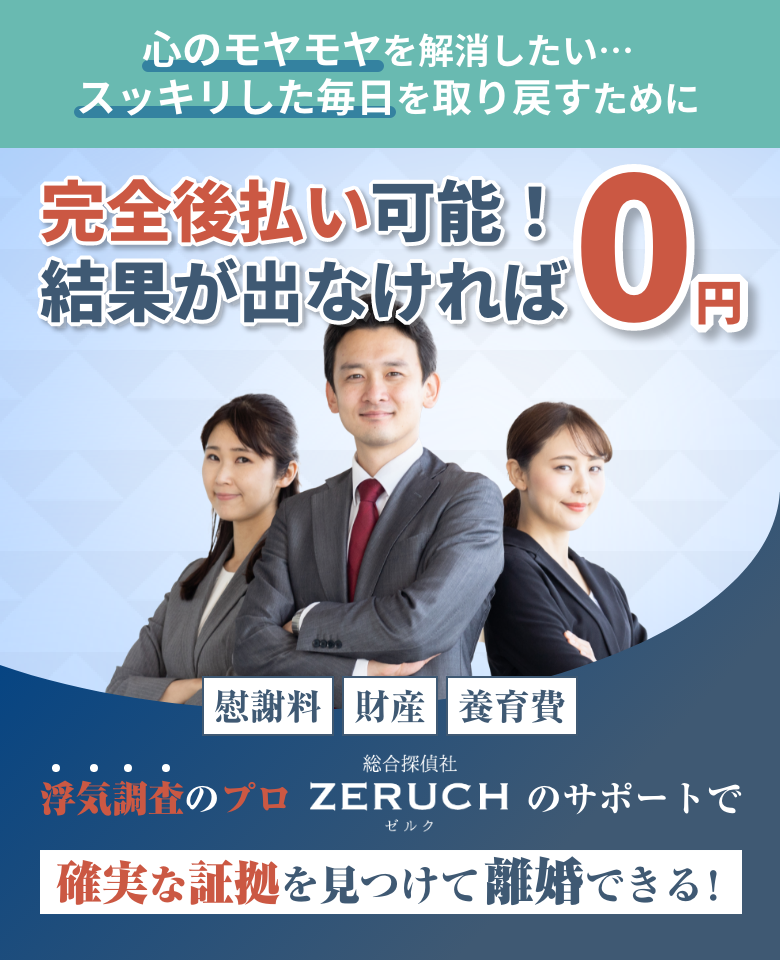 心のモヤモヤを解消したい…
スッキリした毎日を取り戻すために
完全後払い可能！
結果が出なければ0円
慰謝料 財産 養育費
総合探偵社
浮気調査のプロ ZERUCH のサポートで
ゼルク
確実な証拠を見つけて離婚できる！